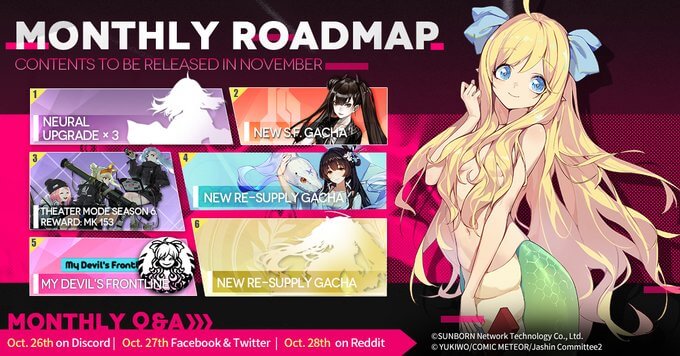 MONTHLY ROADMAP
CONTENTS TO BE RELEASED IN NOVEMBER
1
NEURAL
UPGRADE × 3
2
NEW S.F. GACHA
3
THEATER MODE SEASON 6
REWARD: MK 153
4
NEW RE-SUPPLY GACHA
5
My Devil's Frontl
MY DEVIL'S FRONTLINE
6
NEW RE-SUPPLY GACHA
MONTHLY Q&A
Oct. 26th on Discord | Oct. 27th Facebook & Twitter | Oct. 28th on Reddit
©SUNBORN Network Technology Co., Ltd.
© YUKIWO/COMIC METEOR/Jashin Committee2